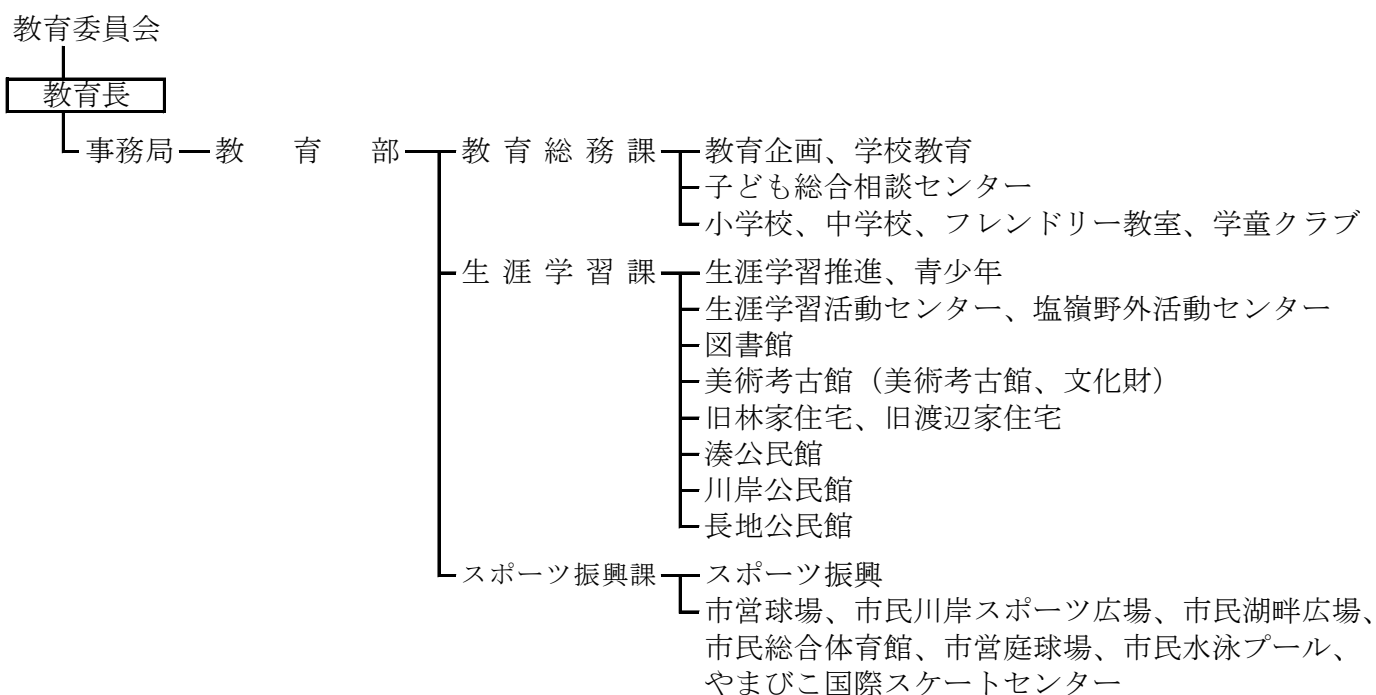 教育委員会
教育長
事務局 教育部 教育総務課 教育企画、学校教育
子ども総合相談センター
小学校、中学校、フレンドリー教室、学童クラブ
生涯学習課 生涯学習推進、青少年
生涯学習活動センター、塩嶺野外活動センター
図書館
美術考古館（美術考古館、文化財）
旧林家住宅、旧渡辺家住宅
湊公民館
川岸公民館
長地公民館
スポーツ振興課 スポーツ振興
市営球場、市民川岸スポーツ広場、市民湖畔広場、
市民総合体育館、市営庭球場、市民水泳プール、
やまびこ国際スケートセンター